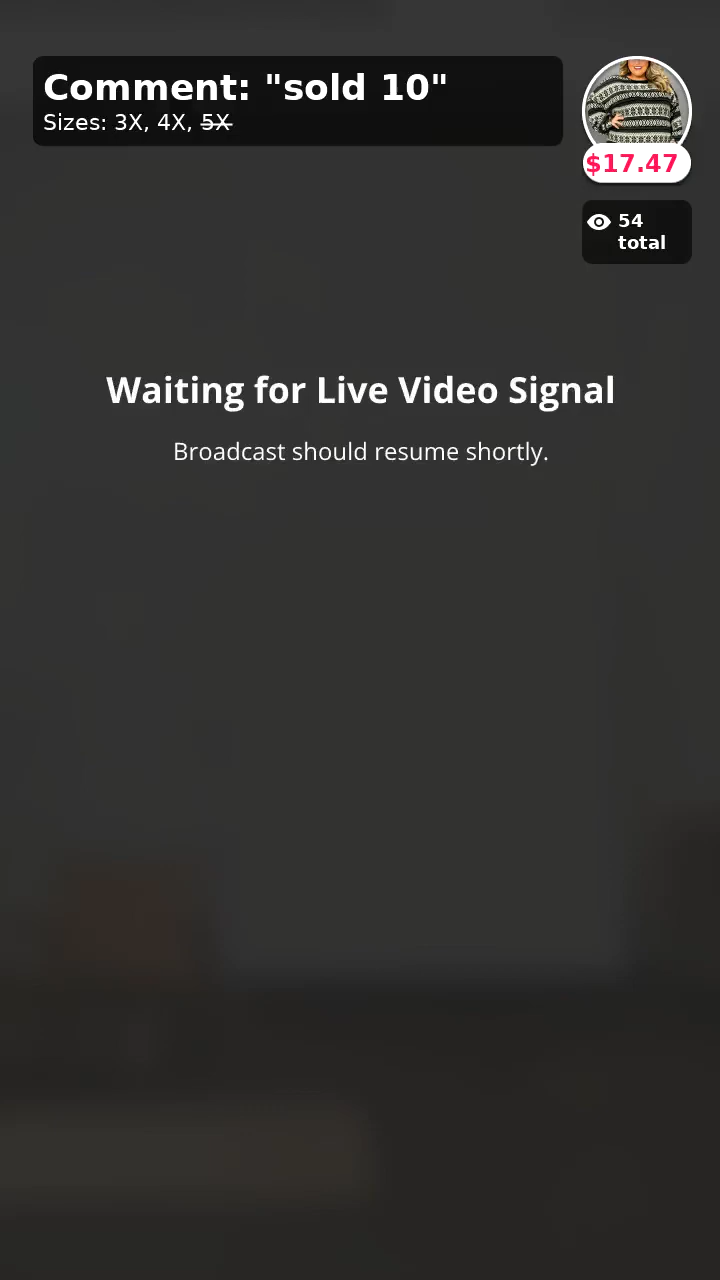 Comment: "sold 10"
Sizes: 3X, 4X, 5X
$17.47
54
total
Waiting for Live Video Signal
Broadcast should resume shortly.